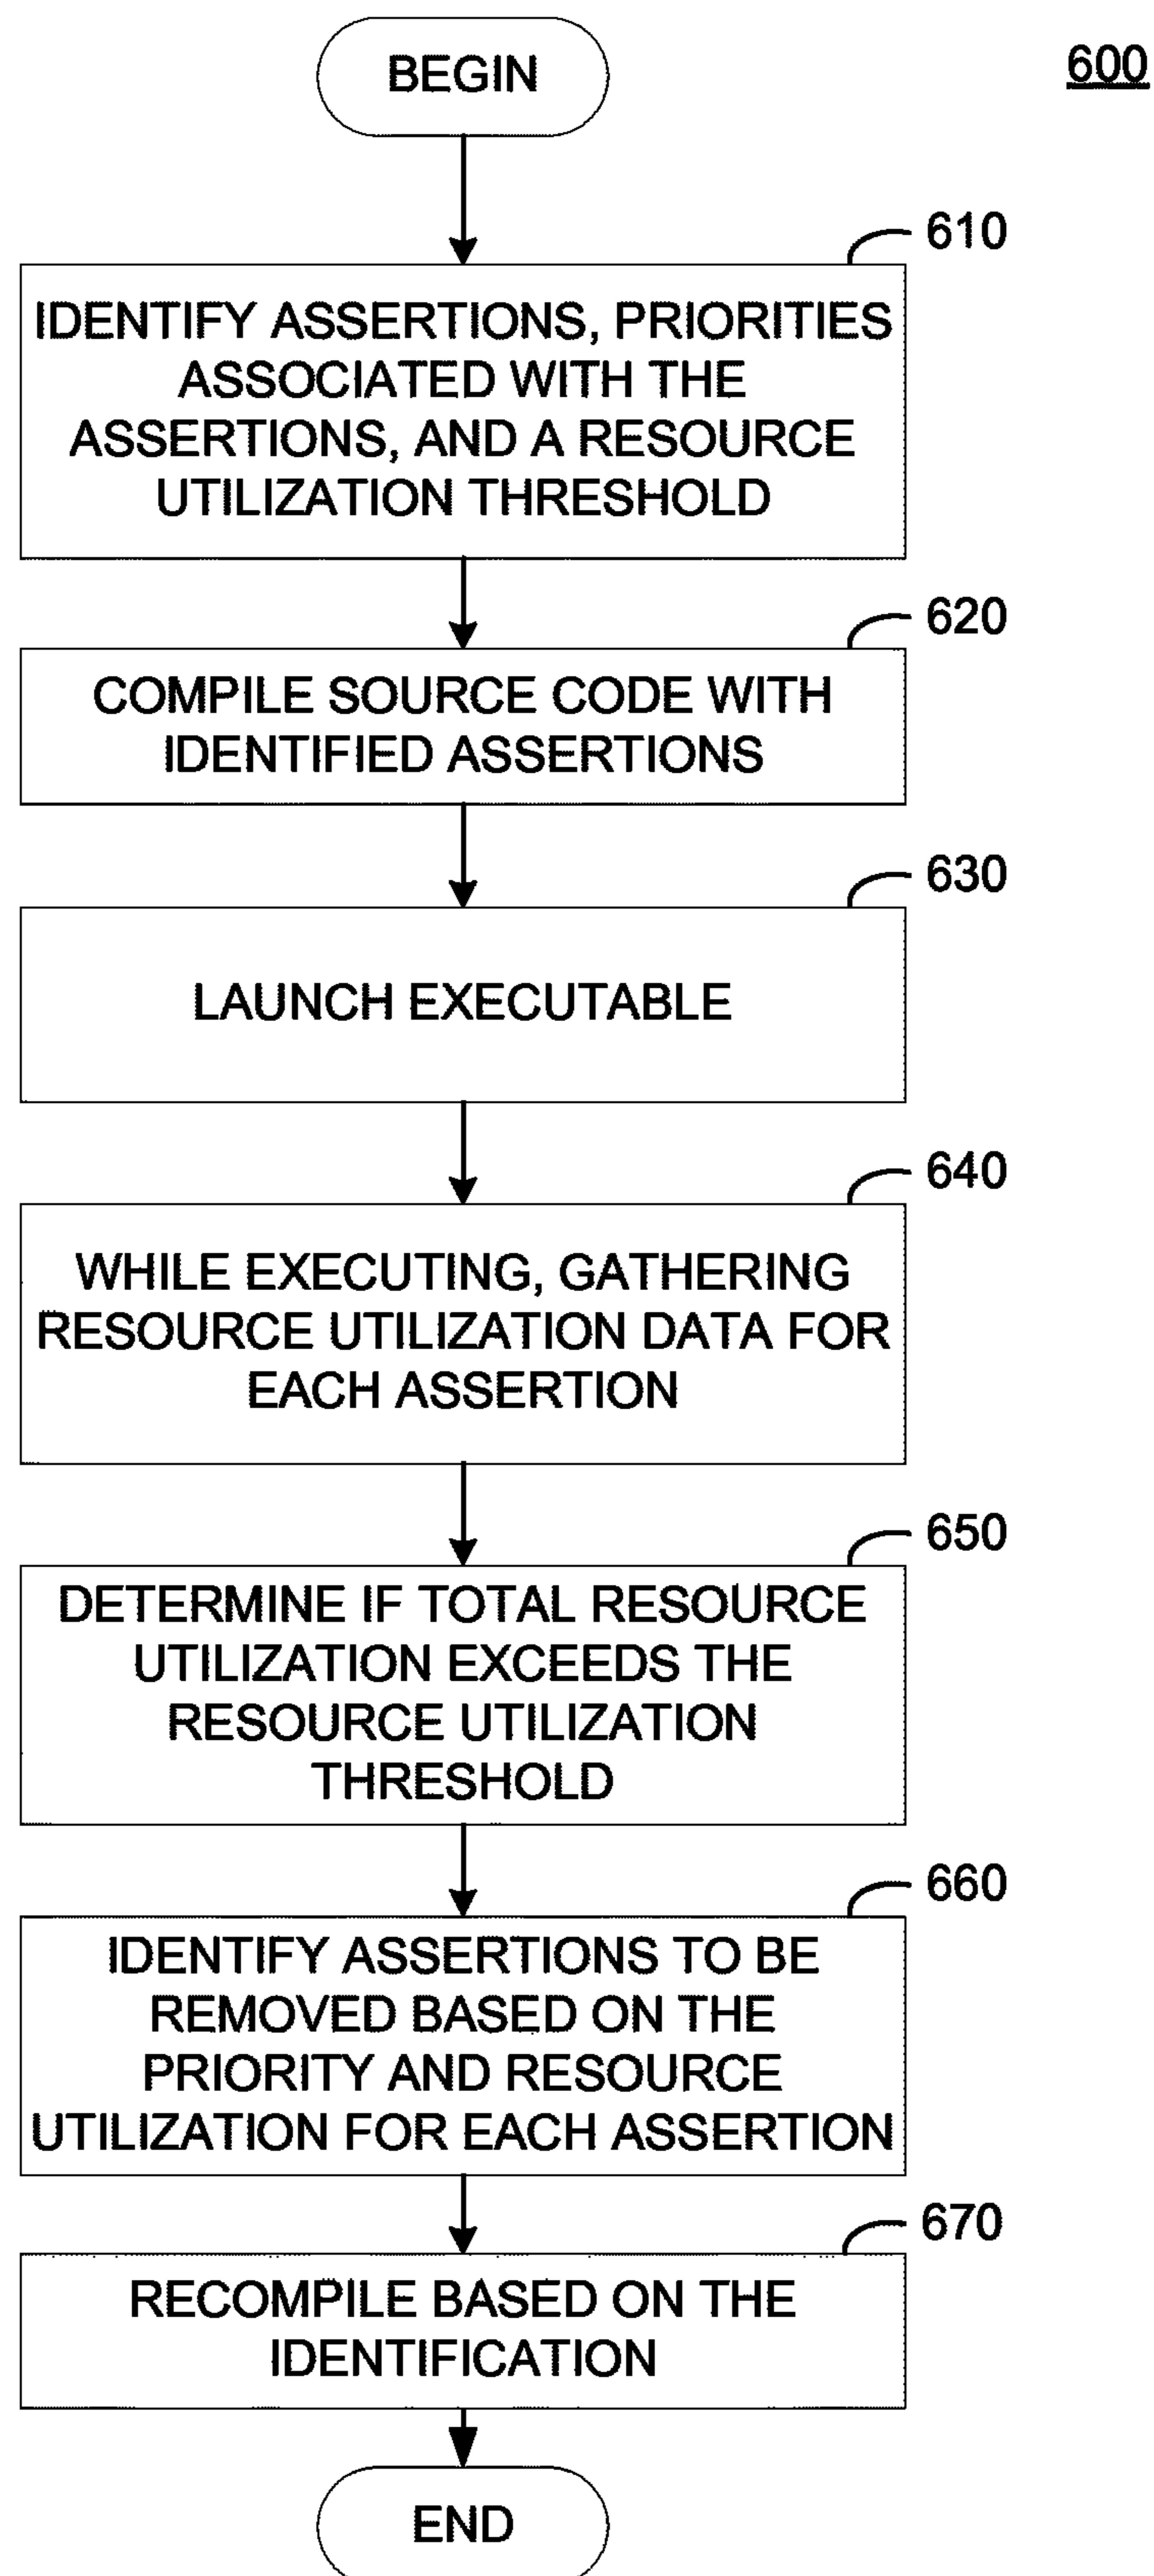 BEGIN
600
610
IDENTIFY ASSERTIONS, PRIORITIES
ASSOCIATED WITH THE
ASSERTIONS, AND A RESOURCE
UTILIZATION THRESHOLD
620
COMPILE SOURCE CODE WITH
IDENTIFIED ASSERTIONS
630
LAUNCH EXECUTABLE
640
WHILE EXECUTING, GATHERING
RESOURCE UTILIZATION DATA FOR
EACH ASSERTION
650
DETERMINE IF TOTAL RESOURCE
UTILIZATION EXCEEDS THE
RESOURCE UTILIZATION
THRESHOLD
660
IDENTIFY ASSERTIONS TO BE
REMOVED BASED ON THE
PRIORITY AND RESOURCE
UTILIZATION FOR EACH ASSERTION
670
RECOMPILE BASED ON THE
IDENTIFICATION
END